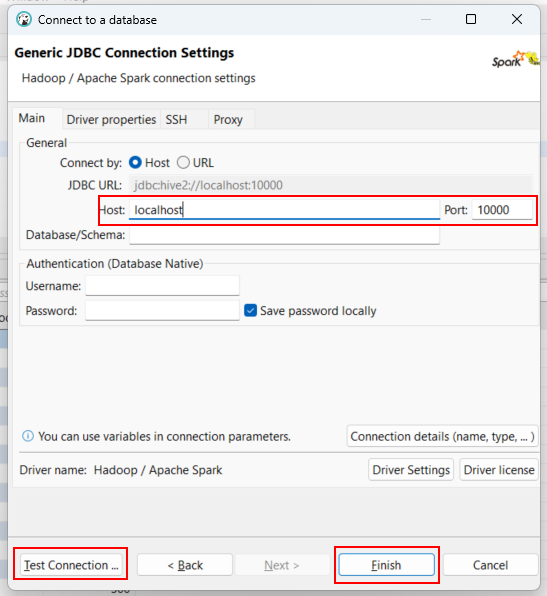 Connect to a database
Generic JDBC Connection Settings
Hadoop / Apache Spark connection settings
Spark
Main Driver properties SSH Proxy
General
Connect by: Host URL
JDBC URL: jdbc:hive2://localhost:10000
Host: localhost Port: 10000
Database/Schema:
Authentication (Database Native)
Username:
Password: Save password locally
You can use variables in connection parameters. Connection details (name, type, ... )
Driver name: Hadoop / Apache Spark Driver Settings Driver license
Test Connection ... < Back Next > Finish Cancel